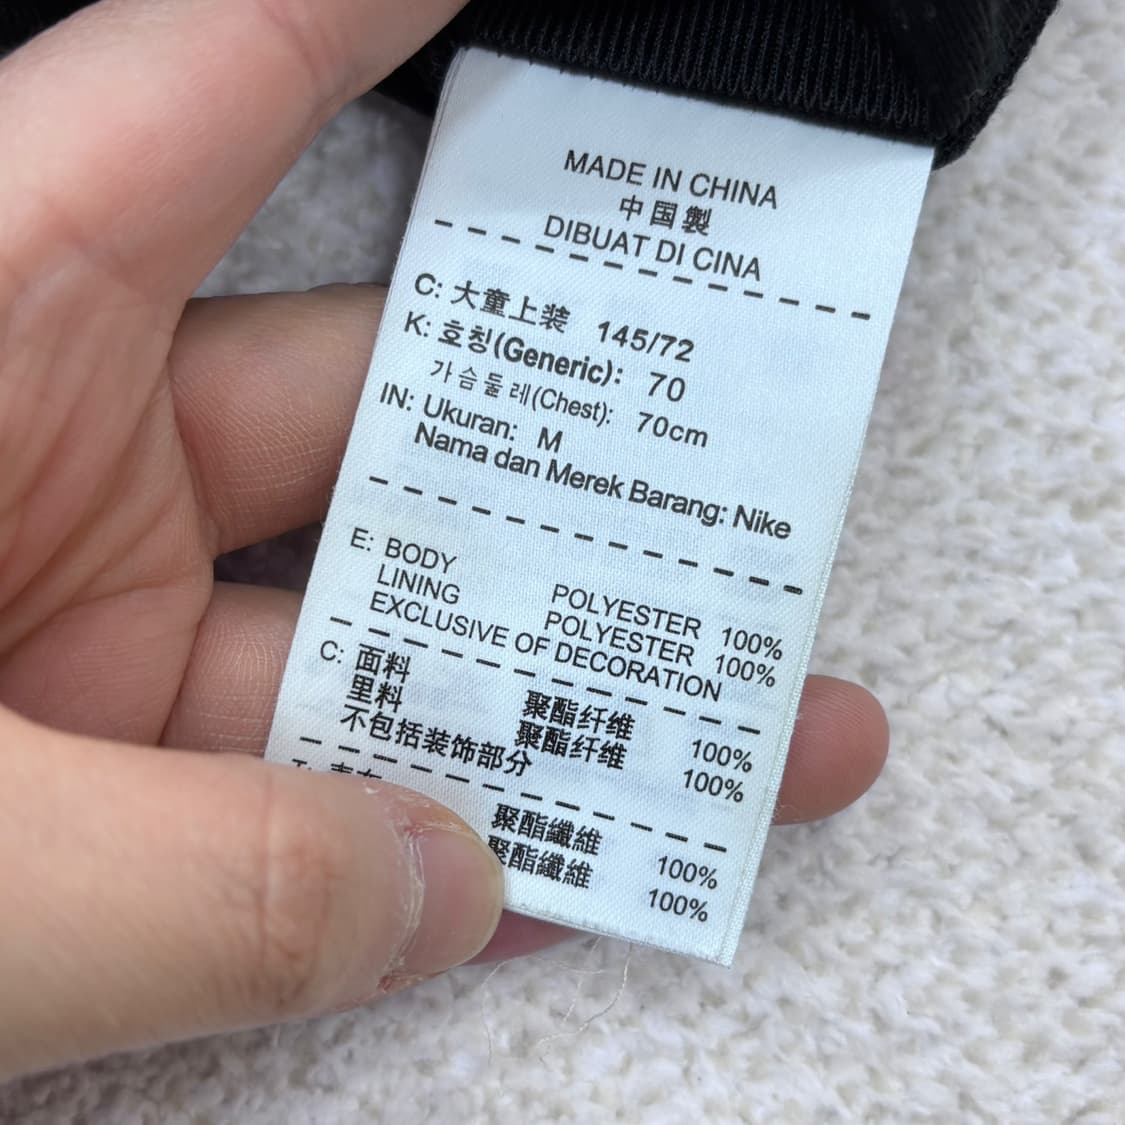 MADE IN CHINA
中国製
DIBUAT DI CINA
C: 大童上装 145/72
K: 호칭(Generic): 70
가슴둘레(Chest): 70cm
IN: Ukuran: M
Nama dan Merek Barang: Nike
E: BODY POLYESTER 100%
LINING POLYESTER 100%
EXCLUSIVE OF DECORATION
C: 面料 聚酯纤维 100%
里料 聚酯纤维 100%
不包括装饰部分
聚酯纖維 100%
聚酯纖維 100%